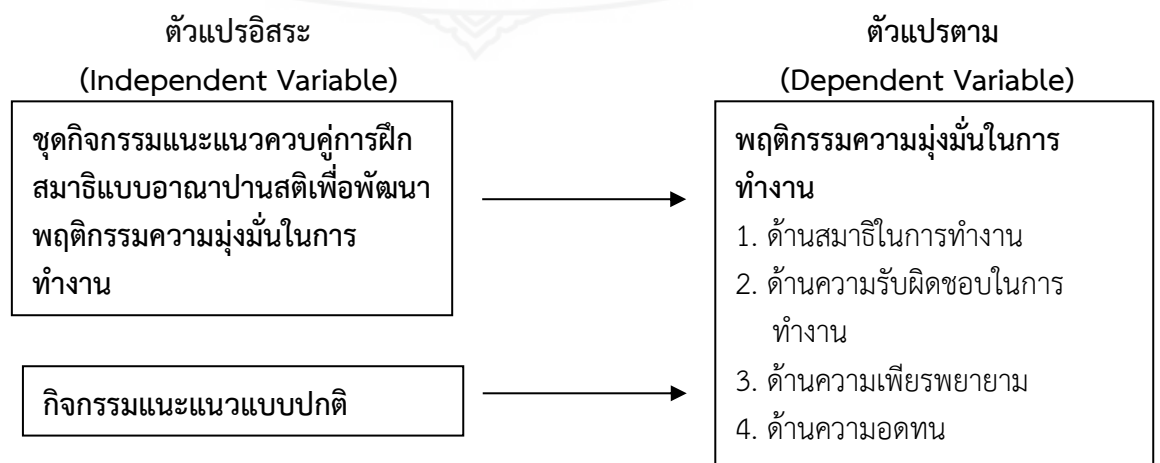 ตัวแปรอิสระ
(Independent Variable)
ชุดกิจกรรมแนะแนวควบคู่การฝึก
สมาธิแบบอาณาปานสติเพื่อพัฒนา
พฤติกรรมความมุ่งมั่นในการ
ทำงาน
กิจกรรมแนะแนวแบบปกติ
ตัวแปรตาม
(Dependent Variable)
พฤติกรรมความมุ่งมั่นในการ
ทำงาน
1. ด้านสมาธิในการทำงาน
2. ด้านความรับผิดชอบในการ
ทำงาน
3. ด้านความเพียรพยายาม
4. ด้านความอดทน